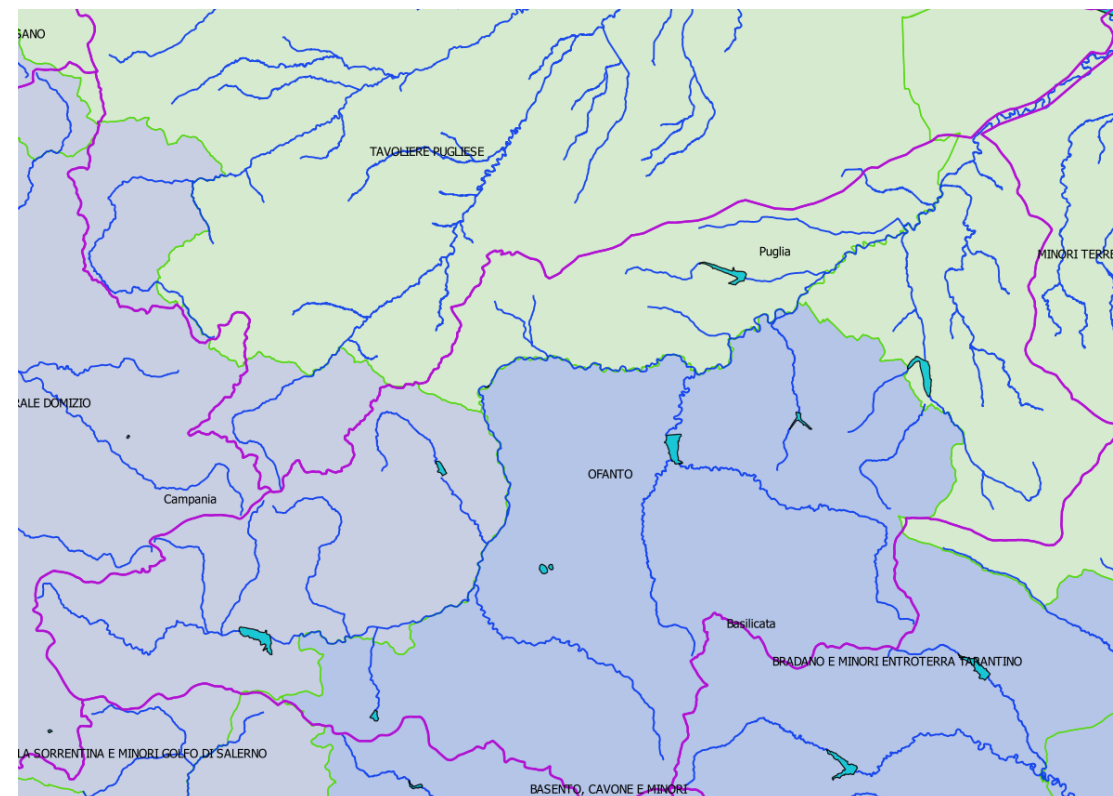 SANO
TAVOLIERE PUGLIESE
Puglia
MINORI TERRE
RALE DOMIZIO
OFANTO
Campania
Basilicata
BRADANO E MINORI ENTROTERRA TARANTINO
LA SORRENTINA E MINORI GOLFO DI SALERNO
BASENTO, CAVONE E MINORI